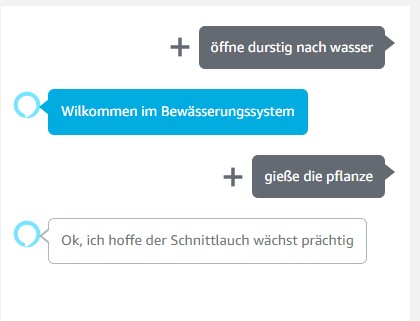 öffne durstig nach wasser
Wilkommen im Bewässerungssystem
gieße die pflanze
Ok, ich hoffe der Schnittlauch wächst prächtig